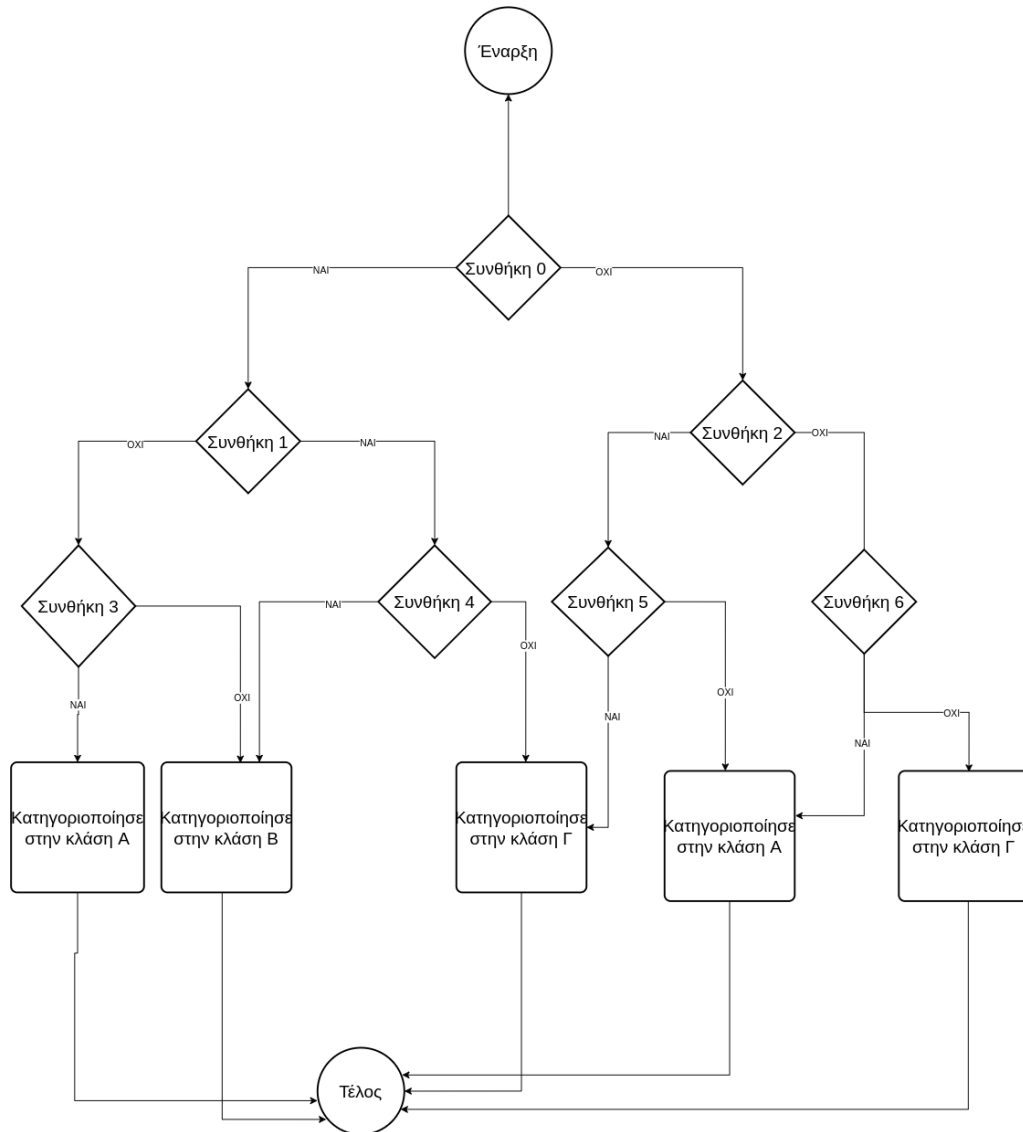 Έναρξη
Συνθήκη 0
ΝΑΙ
ΟΧΙ
Συνθήκη 1
ΟΧΙ
ΝΑΙ
Συνθήκη 2
ΝΑΙ
ΟΧΙ
Συνθήκη 3
Συνθήκη 4
Συνθήκη 5
Συνθήκη 6
ΝΑΙ
ΟΧΙ
ΝΑΙ
ΟΧΙ
ΝΑΙ
ΟΧΙ
ΝΑΙ
ΟΧΙ
Κατηγοριοποίησε
στην κλάση Α
Κατηγοριοποίησε
στην κλάση Β
Κατηγοριοποίησε
στην κλάση Γ
Κατηγοριοποίησε
στην κλάση Α
Κατηγοριοποίησε
στην κλάση Γ
Τέλος